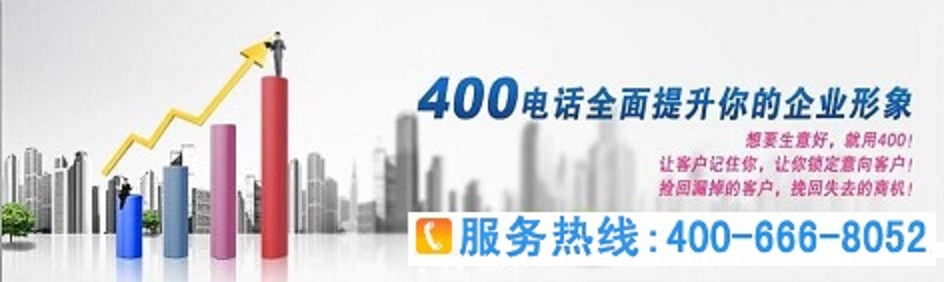 400电话全面提升你的企业形象
想要生意好，就用400！
让客户记住你，让你锁定意向客户！
捡回漏掉的客户，挽回失去的商机！
服务热线:400-666-8052